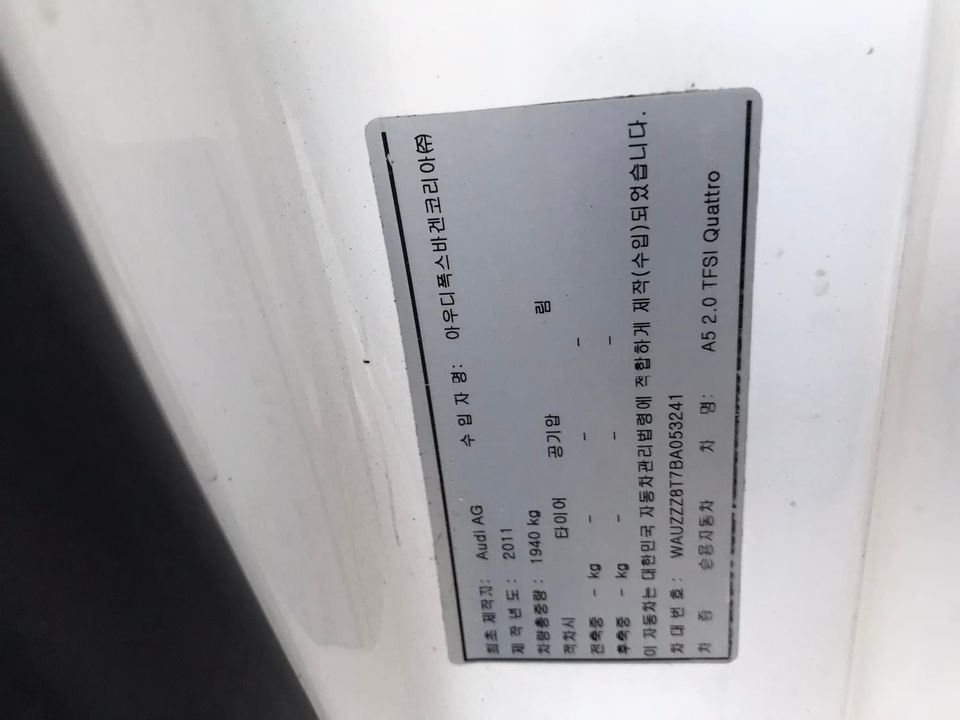 최초 제작자: Audi AG 수 입 자 명: 아우디폭스바겐코리아(주)
제 작 년 도 : 2011
차량총중량 : 1940 kg
적차시 타이어 공기압 림
전축중 - kg - - -
후축중 - kg - - -
이 자동차는 대한민국 자동차관리법령에 적합하게 제작(수입)되었습니다.
차 대 번 호 : WAUZZZ8T7BA053241
차 종 승용자동차 차 명: A5 2.0 TFSI Quattro